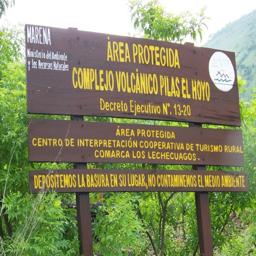 MARENA
Ministerio del Ambiente
y los Recursos Naturales
ÁREA PROTEGIDA
COMPLEJO VOLCÁNICO PILAS EL HOYO
Decreto Ejecutivo Nº. 13-20
ÁREA PROTEGIDA
CENTRO DE INTERPRETACIÓN COOPERATIVA DE TURISMO RURAL
COMARCA LOS LECHECUAGOS.
DEPOSITEMOS LA BASURA EN SU LUGAR, NO CONTAMINEMOS EL MEDIO AMBIENTE